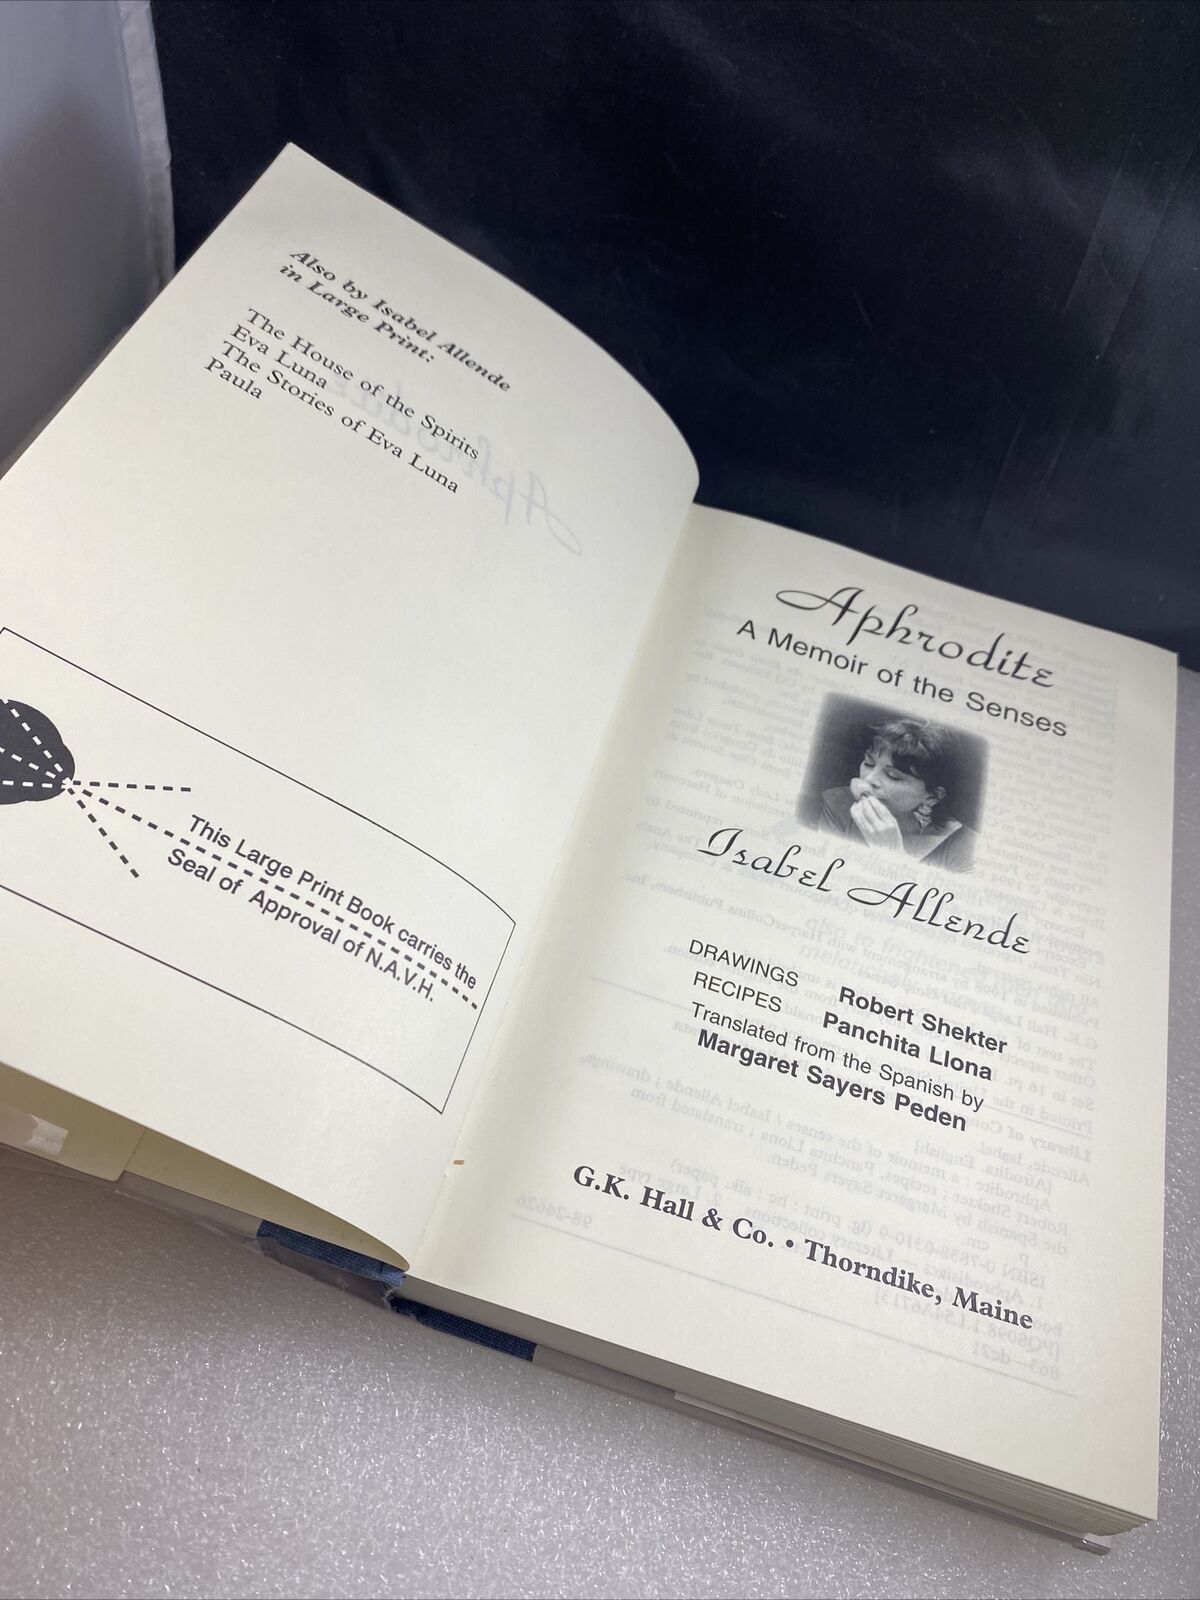 Also by Isabel Allende
in Large Print:
The House of the Spirits
Eva Luna
The Stories of Eva Luna
Paula
This Large Print Book carries the
Seal of Approval of N.A.V.H.
Aphrodite
A Memoir of the Senses
Isabel Allende
DRAWINGS Robert Shekter
RECIPES Panchita Llona
Translated from the Spanish by
Margaret Sayers Peden
G.K. Hall & Co. • Thorndike, Maine